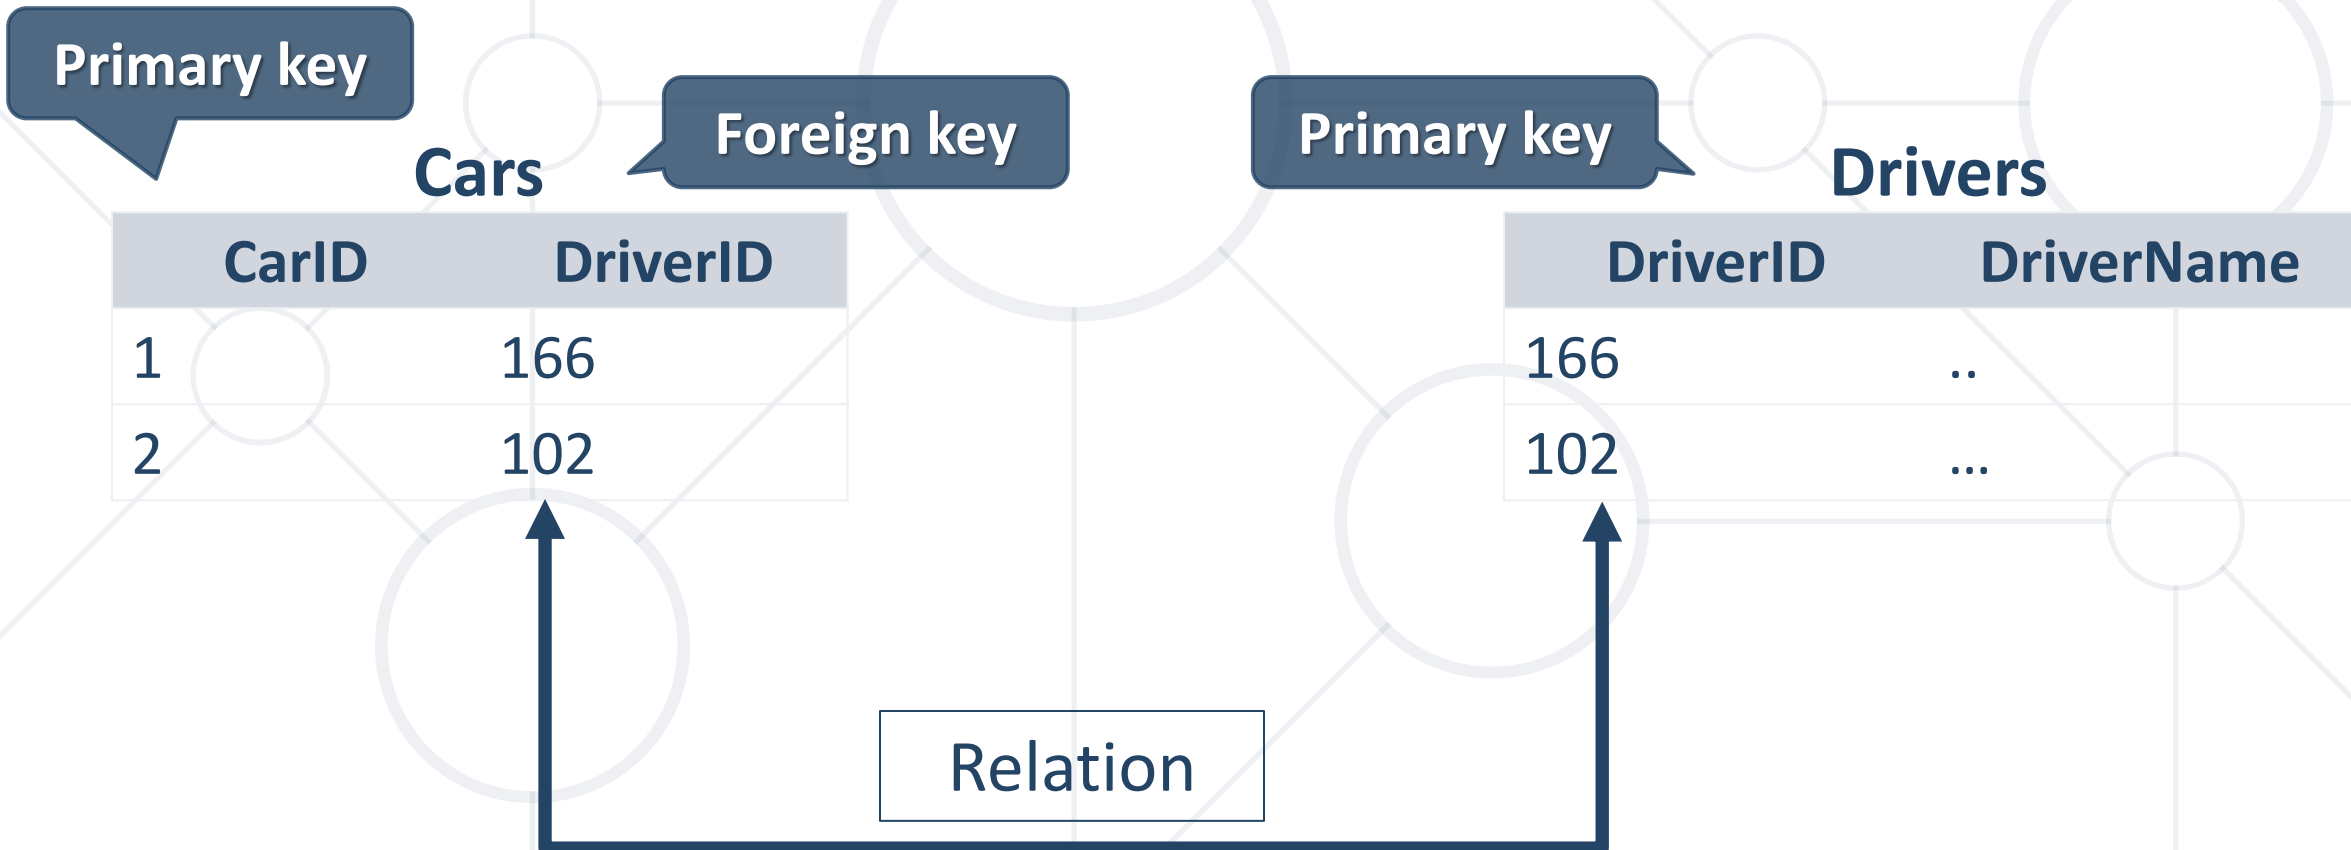 Primary key
Foreign key
Primary key
Cars
Drivers
CarID DriverID
1 166
2 102
DriverID DriverName
166 ..
102 ...
Relation